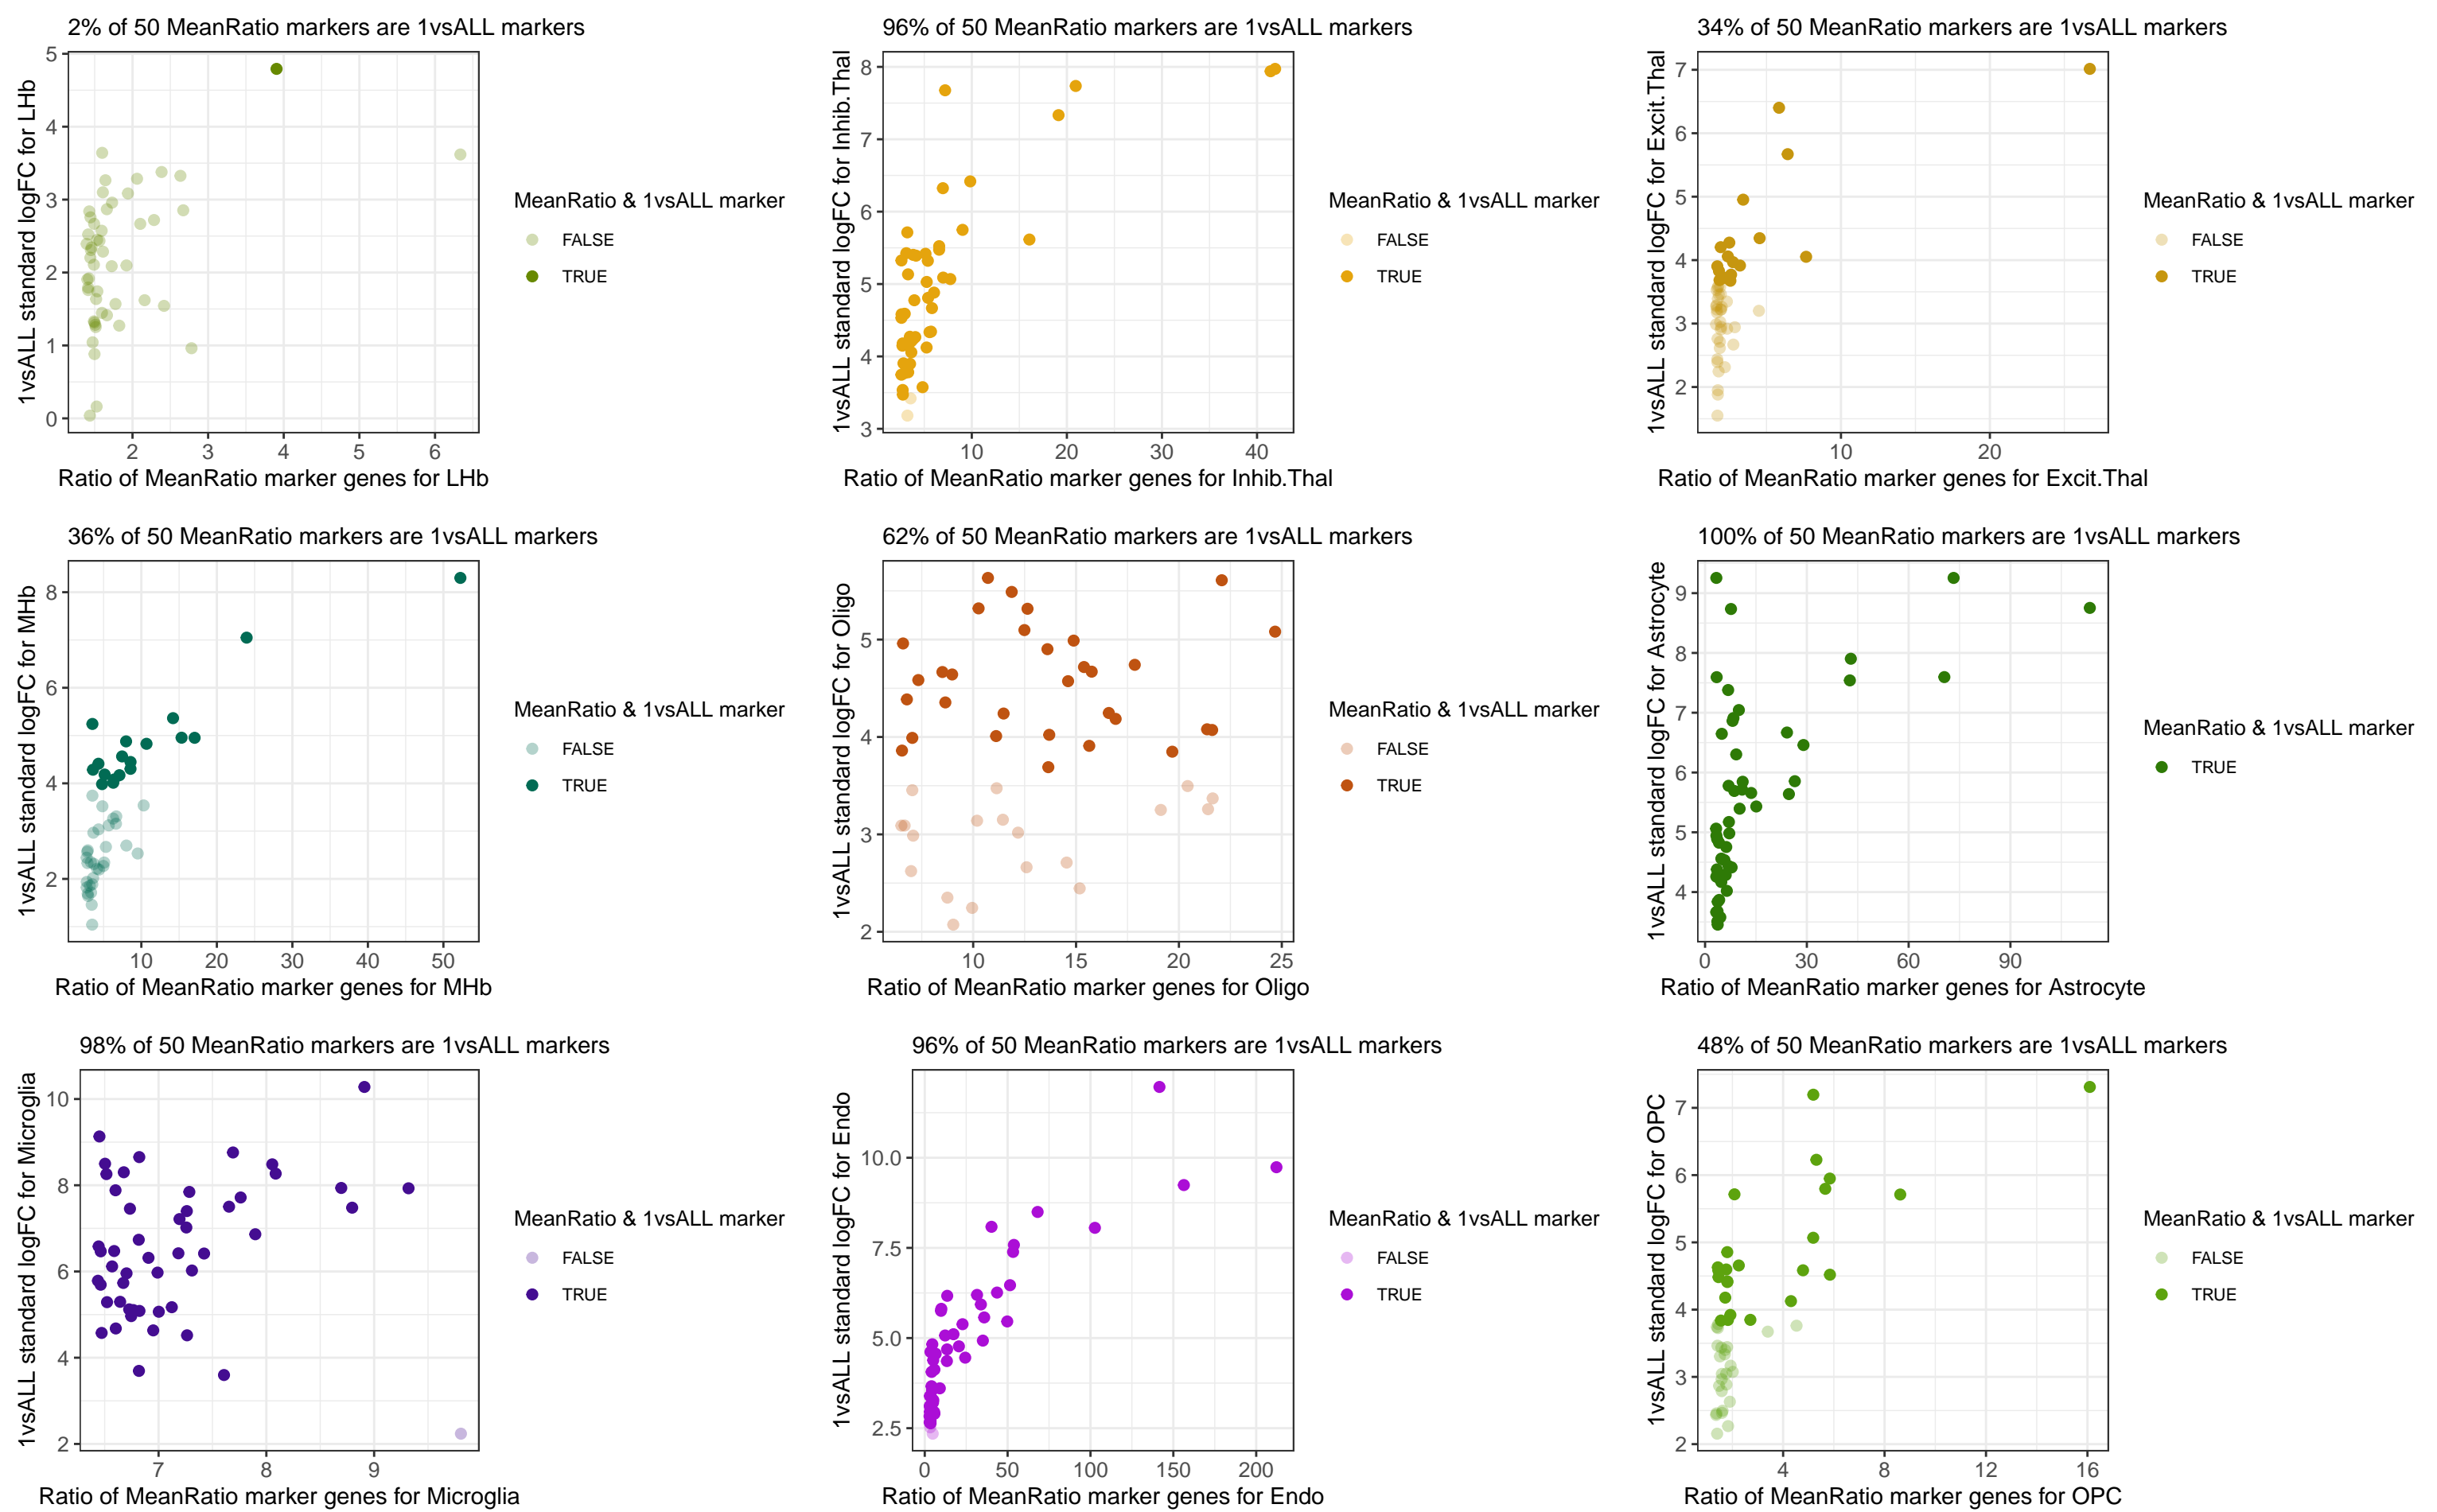 2% of 50 MeanRatio markers are 1vsALL markers
1vsALL standard logFC for LHb
5
4
3
2
1
0
2 3 4 5 6
Ratio of MeanRatio marker genes for LHb
MeanRatio & 1vsALL marker
FALSE
TRUE
96% of 50 MeanRatio markers are 1vsALL markers
1vsALL standard logFC for Inhib.Thal
8
7
6
5
4
3
10 20 30 40
Ratio of MeanRatio marker genes for Inhib.Thal
MeanRatio & 1vsALL marker
FALSE
TRUE
34% of 50 MeanRatio markers are 1vsALL markers
1vsALL standard logFC for Excit.Thal
7
6
5
4
3
2
10 20
Ratio of MeanRatio marker genes for Excit.Thal
MeanRatio & 1vsALL marker
FALSE
TRUE
36% of 50 MeanRatio markers are 1vsALL markers
1vsALL standard logFC for MHb
8
6
4
2
10 20 30 40 50
Ratio of MeanRatio marker genes for MHb
MeanRatio & 1vsALL marker
FALSE
TRUE
62% of 50 MeanRatio markers are 1vsALL markers
1vsALL standard logFC for Oligo
5
4
3
2
10 15 20 25
Ratio of MeanRatio marker genes for Oligo
MeanRatio & 1vsALL marker
FALSE
TRUE
100% of 50 MeanRatio markers are 1vsALL markers
1vsALL standard logFC for Astrocyte
9
8
7
6
5
4
0 30 60 90
Ratio of MeanRatio marker genes for Astrocyte
MeanRatio & 1vsALL marker
TRUE
98% of 50 MeanRatio markers are 1vsALL markers
1vsALL standard logFC for Microglia
10
8
6
4
2
7 8 9
Ratio of MeanRatio marker genes for Microglia
MeanRatio & 1vsALL marker
FALSE
TRUE
96% of 50 MeanRatio markers are 1vsALL markers
1vsALL standard logFC for Endo
10.0
7.5
5.0
2.5
0 50 100 150 200
Ratio of MeanRatio marker genes for Endo
MeanRatio & 1vsALL marker
FALSE
TRUE
48% of 50 MeanRatio markers are 1vsALL markers
1vsALL standard logFC for OPC
7
6
5
4
3
2
4 8 12 16
Ratio of MeanRatio marker genes for OPC
MeanRatio & 1vsALL marker
FALSE
TRUE